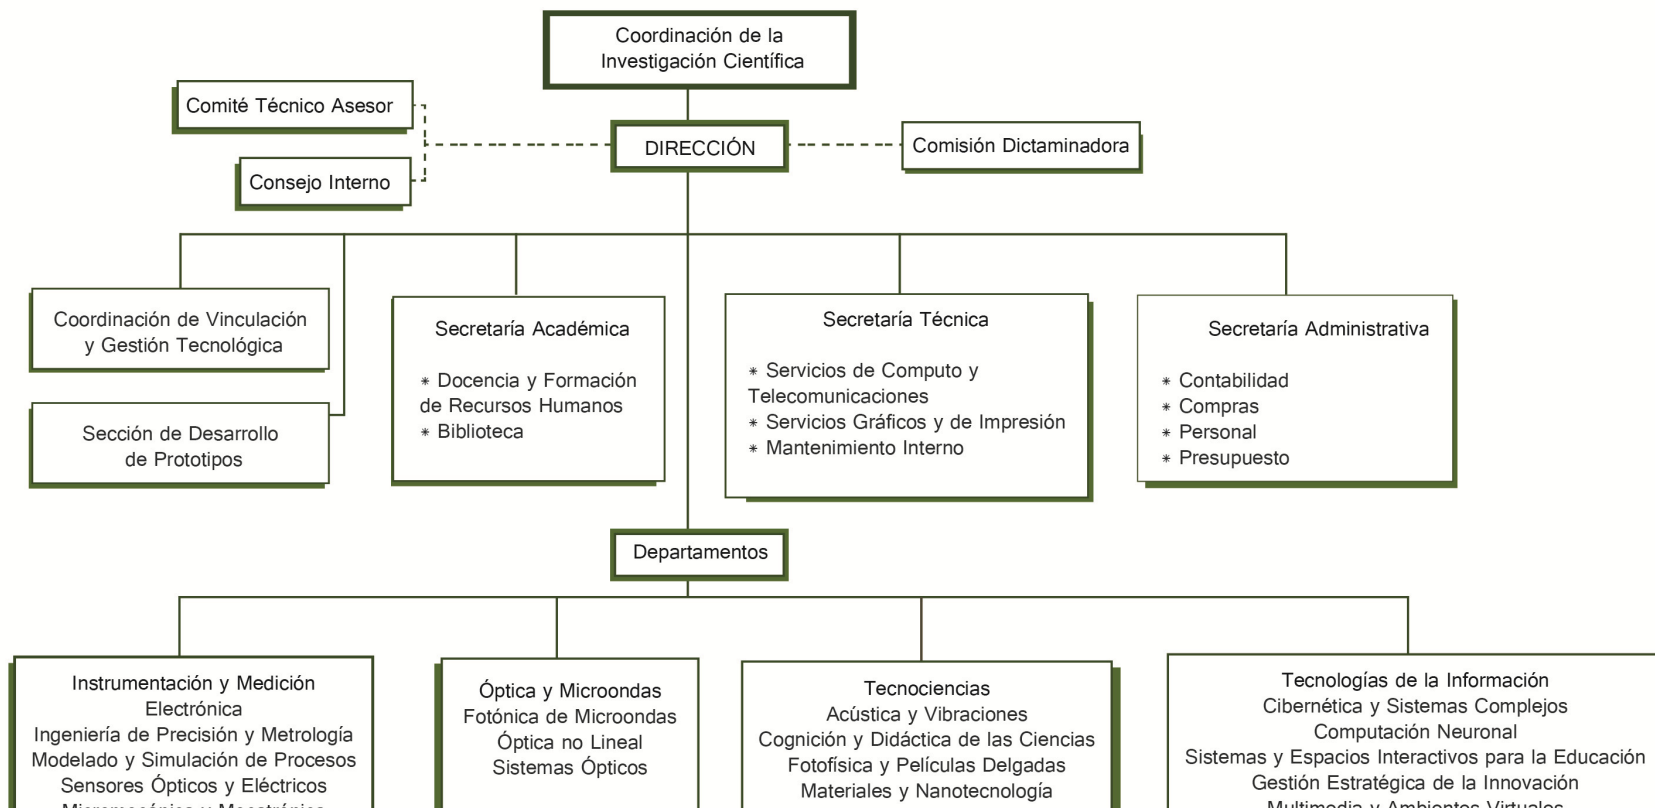 Coordinación de la
Investigación Científica
Comité Técnico Asesor
DIRECCIÓN
Comisión Dictaminadora
Consejo Interno
Coordinación de Vinculación
y Gestión Tecnológica
Sección de Desarrollo
de Prototipos
Secretaría Académica
* Docencia y Formación
de Recursos Humanos
* Biblioteca
Secretaría Técnica
* Servicios de Computo y
Telecomunicaciones
* Servicios Gráficos y de Impresión
* Mantenimiento Interno
Secretaría Administrativa
* Contabilidad
* Compras
* Personal
* Presupuesto
Departamentos
Instrumentación y Medición
Electrónica
Ingeniería de Precisión y Metrología
Modelado y Simulación de Procesos
Sensores Ópticos y Eléctricos
Micromecánica y Mecatrónica
Óptica y Microondas
Fotónica de Microondas
Óptica no Lineal
Sistemas Ópticos
Tecnociencias
Acústica y Vibraciones
Cognición y Didáctica de las Ciencias
Fotofísica y Películas Delgadas
Materiales y Nanotecnología
Tecnologías de la Información
Cibernética y Sistemas Complejos
Computación Neuronal
Sistemas y Espacios Interactivos para la Educación
Gestión Estratégica de la Innovación
Multimedia y Ambientes Virtuales